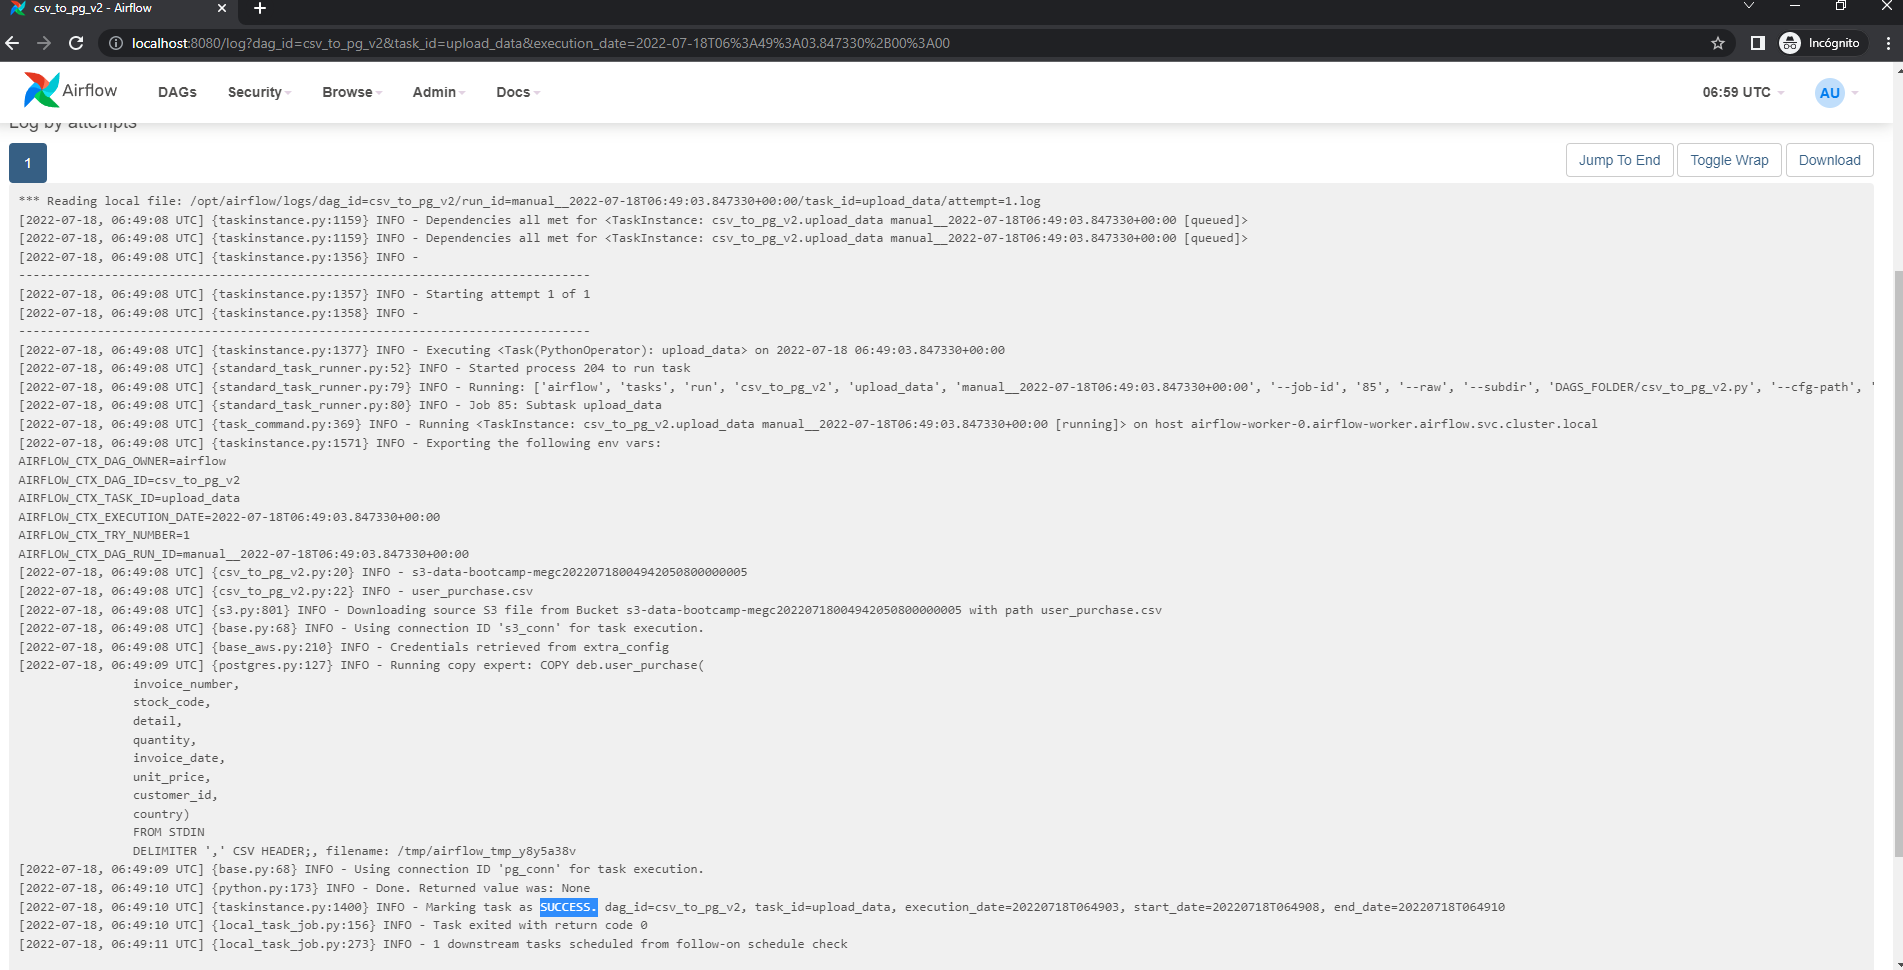 csv_to_pg_v2 - Airflow
localhost:8080/log?dag_id=csv_to_pg_v2&task_id=upload_data&execution_date=2022-07-18T06%3A49%3A03.847330%2B00%3A00
Incógnito
Airflow DAGs Security Browse Admin Docs 06:59 UTC AU
Log by attempts
1 Jump To End Toggle Wrap Download
*** Reading local file: /opt/airflow/logs/dag_id=csv_to_pg_v2/run_id=manual__2022-07-18T06:49:03.847330+00:00/task_id=upload_data/attempt=1.log
[2022-07-18, 06:49:08 UTC] {taskinstance.py:1159} INFO - Dependencies all met for <TaskInstance: csv_to_pg_v2.upload_data manual__2022-07-18T06:49:03.847330+00:00 [queued]>
[2022-07-18, 06:49:08 UTC] {taskinstance.py:1159} INFO - Dependencies all met for <TaskInstance: csv_to_pg_v2.upload_data manual__2022-07-18T06:49:03.847330+00:00 [queued]>
[2022-07-18, 06:49:08 UTC] {taskinstance.py:1356} INFO -
--------------------------------------------------------------------------------
[2022-07-18, 06:49:08 UTC] {taskinstance.py:1357} INFO - Starting attempt 1 of 1
[2022-07-18, 06:49:08 UTC] {taskinstance.py:1358} INFO -
--------------------------------------------------------------------------------
[2022-07-18, 06:49:08 UTC] {taskinstance.py:1377} INFO - Executing <Task(PythonOperator): upload_data> on 2022-07-18 06:49:03.847330+00:00
[2022-07-18, 06:49:08 UTC] {standard_task_runner.py:52} INFO - Started process 204 to run task
[2022-07-18, 06:49:08 UTC] {standard_task_runner.py:79} INFO - Running: ['airflow', 'tasks', 'run', 'csv_to_pg_v2', 'upload_data', 'manual__2022-07-18T06:49:03.847330+00:00', '--job-id', '85', '--raw', '--subdir', 'DAGS_FOLDER/csv_to_pg_v2.py', '--cfg-path', '
[2022-07-18, 06:49:08 UTC] {standard_task_runner.py:80} INFO - Job 85: Subtask upload_data
[2022-07-18, 06:49:08 UTC] {task_command.py:369} INFO - Running <TaskInstance: csv_to_pg_v2.upload_data manual__2022-07-18T06:49:03.847330+00:00 [running]> on host airflow-worker-0.airflow-worker.airflow.svc.cluster.local
[2022-07-18, 06:49:08 UTC] {taskinstance.py:1571} INFO - Exporting the following env vars:
AIRFLOW_CTX_DAG_OWNER=airflow
AIRFLOW_CTX_DAG_ID=csv_to_pg_v2
AIRFLOW_CTX_TASK_ID=upload_data
AIRFLOW_CTX_EXECUTION_DATE=2022-07-18T06:49:03.847330+00:00
AIRFLOW_CTX_TRY_NUMBER=1
AIRFLOW_CTX_DAG_RUN_ID=manual__2022-07-18T06:49:03.847330+00:00
[2022-07-18, 06:49:08 UTC] {csv_to_pg_v2.py:20} INFO - s3-data-bootcamp-megc20220718004942050800000005
[2022-07-18, 06:49:08 UTC] {csv_to_pg_v2.py:22} INFO - user_purchase.csv
[2022-07-18, 06:49:08 UTC] {s3.py:801} INFO - Downloading source S3 file from Bucket s3-data-bootcamp-megc20220718004942050800000005 with path user_purchase.csv
[2022-07-18, 06:49:08 UTC] {base.py:68} INFO - Using connection ID 's3_conn' for task execution.
[2022-07-18, 06:49:08 UTC] {base_aws.py:210} INFO - Credentials retrieved from extra_config
[2022-07-18, 06:49:09 UTC] {postgres.py:127} INFO - Running copy expert: COPY deb.user_purchase(
invoice_number,
stock_code,
detail,
quantity,
invoice_date,
unit_price,
customer_id,
country)
FROM STDIN
DELIMITER ',' CSV HEADER;, filename: /tmp/airflow_tmp_y8y5a38v
[2022-07-18, 06:49:09 UTC] {base.py:68} INFO - Using connection ID 'pg_conn' for task execution.
[2022-07-18, 06:49:10 UTC] {python.py:173} INFO - Done. Returned value was: None
[2022-07-18, 06:49:10 UTC] {taskinstance.py:1400} INFO - Marking task as SUCCESS. dag_id=csv_to_pg_v2, task_id=upload_data, execution_date=20220718T064903, start_date=20220718T064908, end_date=20220718T064910
[2022-07-18, 06:49:10 UTC] {local_task_job.py:156} INFO - Task exited with return code 0
[2022-07-18, 06:49:11 UTC] {local_task_job.py:273} INFO - 1 downstream tasks scheduled from follow-on schedule check